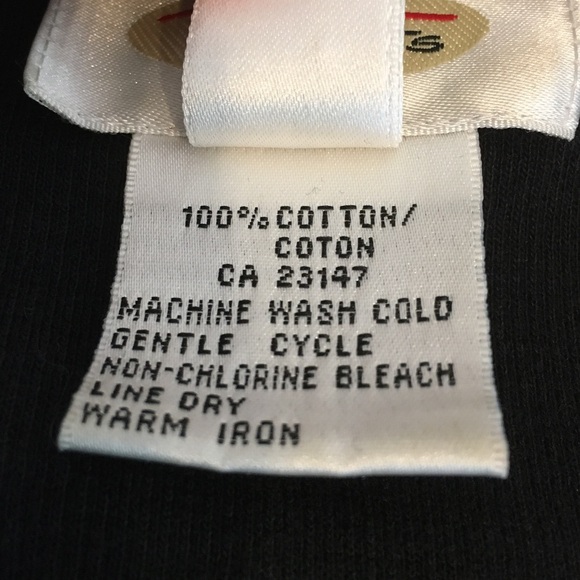 100% COTTON/
COTON
CA 23147
MACHINE WASH COLD
GENTLE CYCLE
NON-CHLORINE BLEACH
LINE DRY
WARM IRON